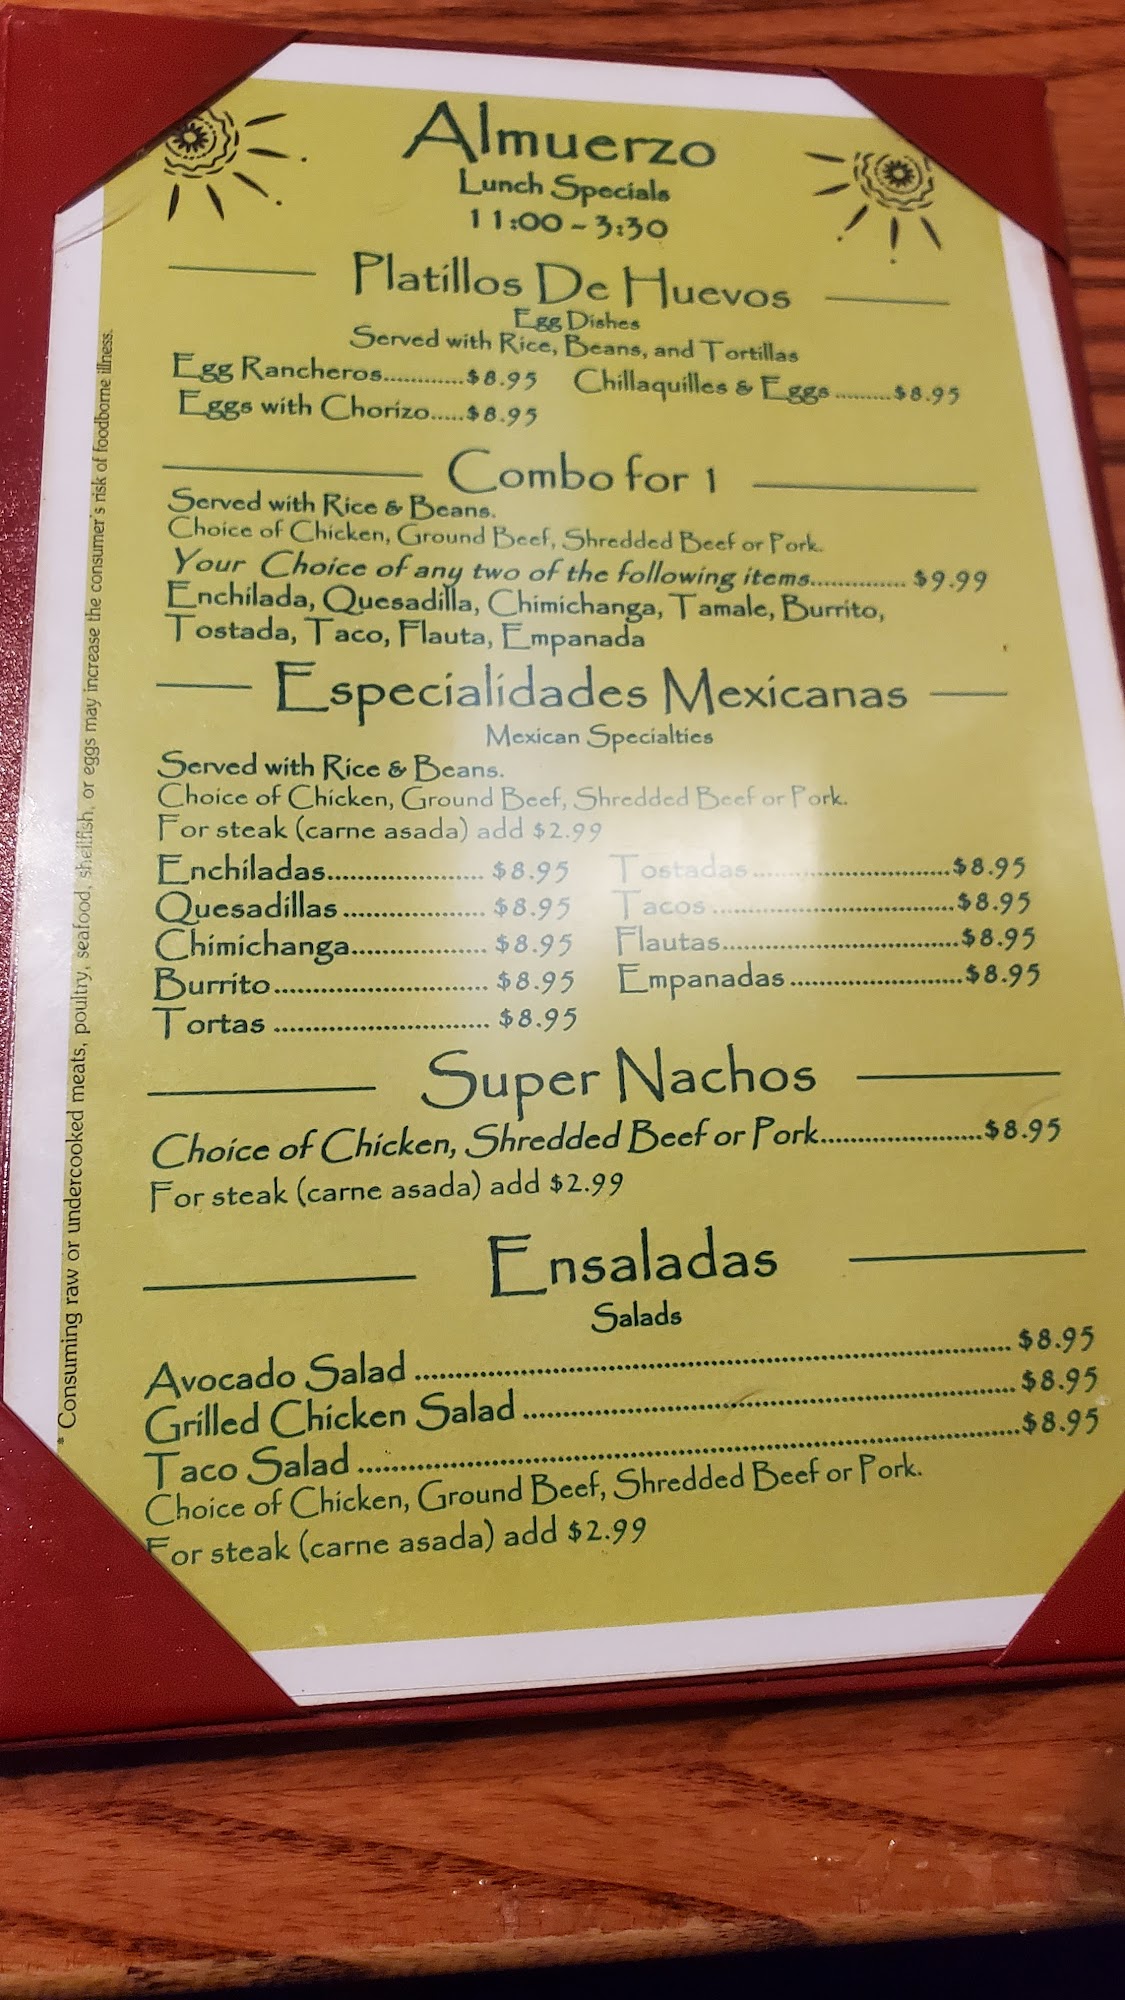 Almuerzo
Lunch Specials
11:00 - 3:30
Platillos De Huevos
Egg Dishes
Served with Rice, Beans, and Tortillas
Egg Rancheros.............$8.95 Chillaquilles & Eggs..........$8.95
Eggs with Chorizo.....$8.95
Combo for 1
Served with Rice & Beans.
Choice of Chicken, Ground Beef, Shredded Beef or Pork.
Your Choice of any two of the following items.............. $9.99
Enchilada, Quesadilla, Chimichanga, Tamale, Burrito,
Tostada, Taco, Flauta, Empanada
Especialidades Mexicanas
Mexican Specialties
Served with Rice & Beans.
Choice of Chicken, Ground Beef, Shredded Beef or Pork.
For steak (carne asada) add $2.99
Enchiladas..................... $8.95 Tostadas..........................$8.95
Quesadillas................... $8.95 Tacos................................$8.95
Chimichanga.................. $8.95 Flautas...............................$8.95
Burrito............................ $8.95 Empanadas.......................$8.95
Tortas ............................ $8.95
Super Nachos
Choice of Chicken, Shredded Beef or Pork......................$8.95
For steak (carne asada) add $2.99
Ensaladas
Salads
Avocado Salad ............................................................................. $8.95
Grilled Chicken Salad ................................................................$8.95
Taco Salad .....................................................................................$8.95
Choice of Chicken, Ground Beef, Shredded Beef or Pork.
For steak (carne asada) add $2.99
* Consuming raw or undercooked meats, poultry, seafood, shellfish, or eggs may increase the consumer's risk of foodborne illness.